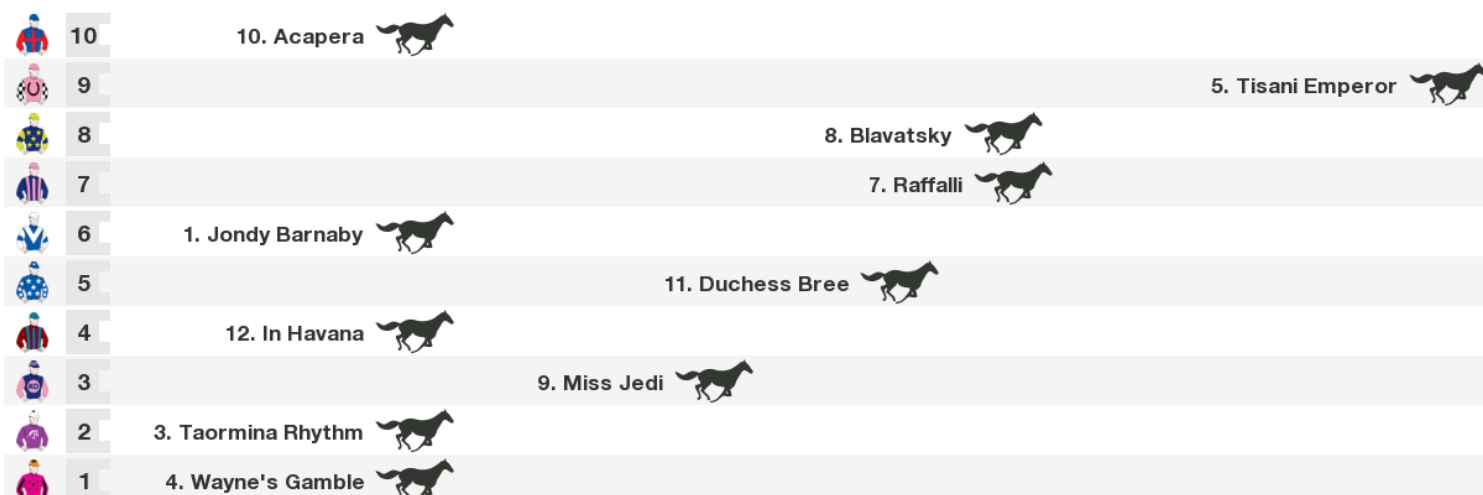 10 10. Acapera
9 5. Tisani Emperor
8 8. Blavatsky
7 7. Raffalli
6 1. Jondy Barnaby
5 11. Duchess Bree
4 12. In Havana
3 KO 9. Miss Jedi
2 3. Taormina Rhythm
1 4. Wayne's Gamble